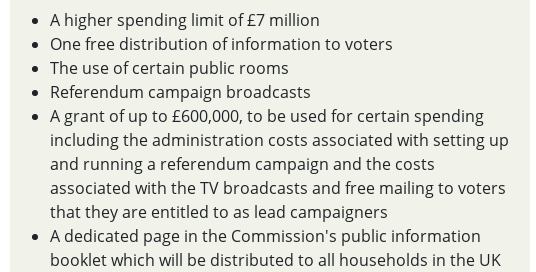 • A higher spending limit of £7 million
• One free distribution of information to voters
• The use of certain public rooms
• Referendum campaign broadcasts
• A grant of up to £600,000, to be used for certain spending
including the administration costs associated with setting up
and running a referendum campaign and the costs
associated with the TV broadcasts and free mailing to voters
that they are entitled to as lead campaigners
• A dedicated page in the Commission's public information
booklet which will be distributed to all households in the UK